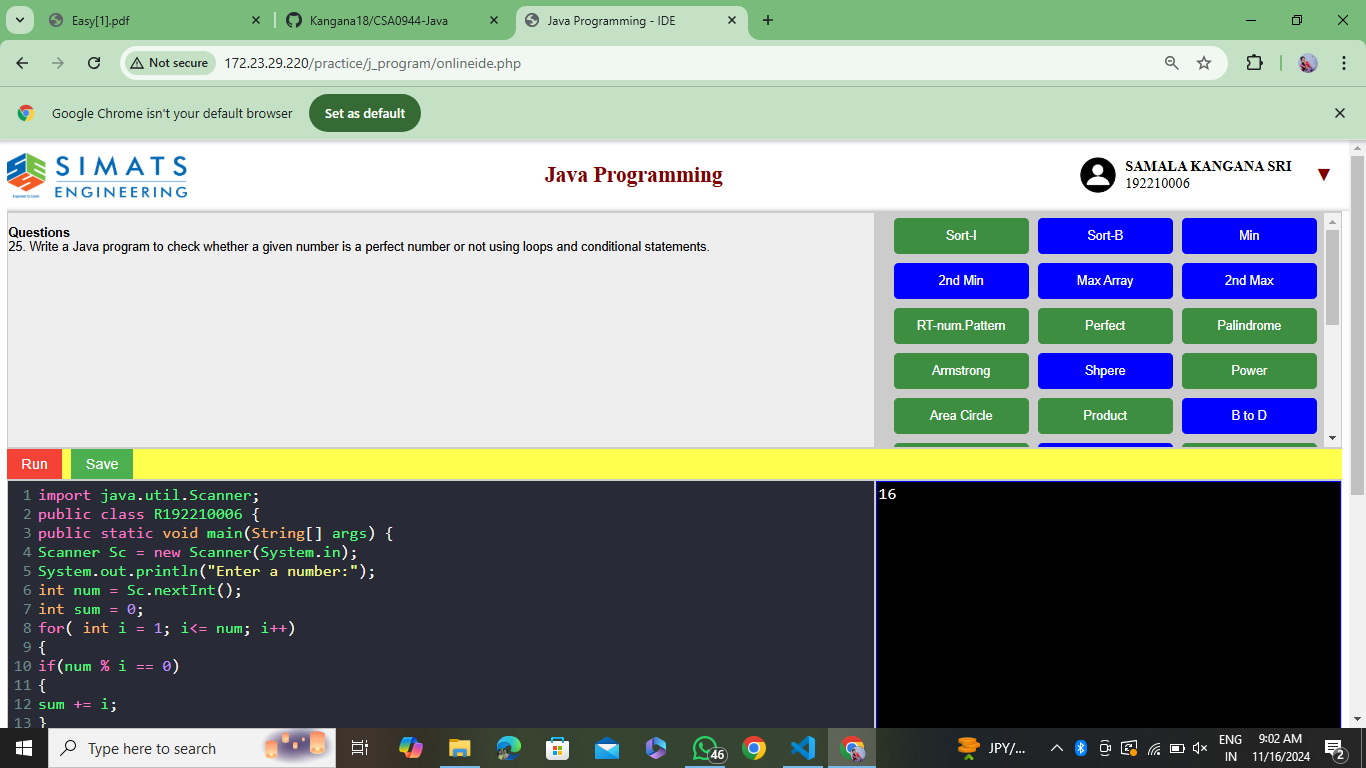 Easy[1].pdf
Kangana18/CSA0944-Java
Java Programming - IDE
Not secure
172.23.29.220/practice/j_program/onlineide.php
Google Chrome isn't your default browser
Set as default
SIMATS
ENGINEERING
Java Programming
SAMALA KANGANA SRI
192210006
Questions
25. Write a Java program to check whether a given number is a perfect number or not using loops and conditional statements.
Sort-I
Sort-B
Min
2nd Min
Max Array
2nd Max
RT-num.Pattern
Perfect
Palindrome
Armstrong
Shpere
Power
Area Circle
Product
B to D
Run
Save
1 import java.util.Scanner;
2 public class R192210006 {
3 public static void main(String[] args) {
4 Scanner Sc = new Scanner(System.in);
5 System.out.println("Enter a number:");
6 int num = Sc.nextInt();
7 int sum = 0;
8 for( int i = 1; i<= num; i++)
9 {
10 if(num % i == 0)
11 {
12 sum += i;
13 }
16
Type here to search
46
JPY/...
ENG
IN
9:02 AM
11/16/2024
2